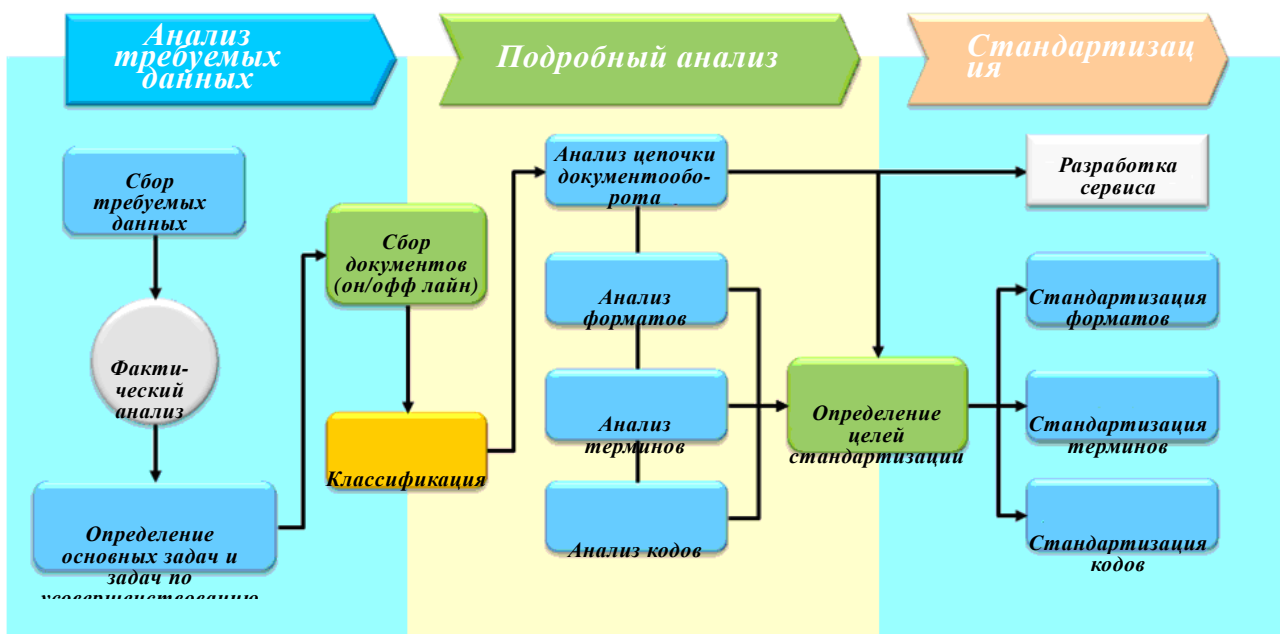 Анализ
требуемых
данных
Подробный анализ
Стандартизац
ия
Сбор
требуемых
данных
Факти-
ческий
анализ
Определение
основных задач и
задач по
усовершенствованию
Сбор
документов
(он/офф лайн)
Классификация
Анализ цепочки
документообо-
рота
Анализ
форматов
Анализ
терминов
Анализ кодов
Определение
целей
стандартизации
Разработка
сервиса
Стандартизация
форматов
Стандартизация
терминов
Стандартизация
кодов